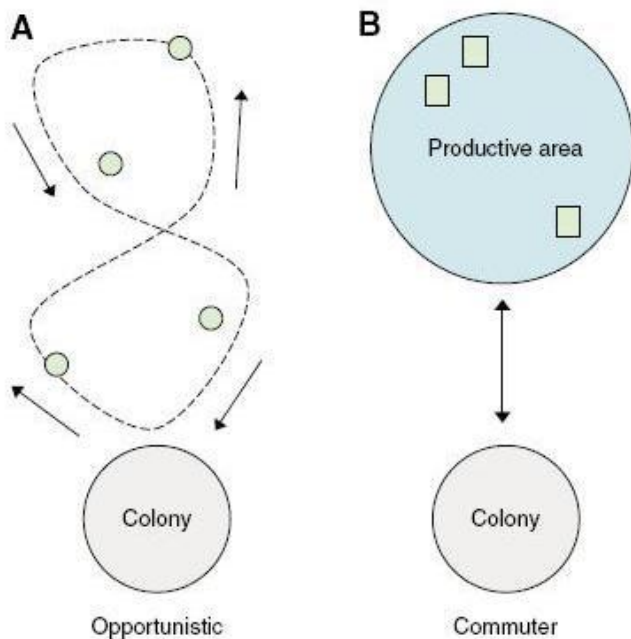 A
Colony
Opportunistic
B
Productive area
Colony
Commuter